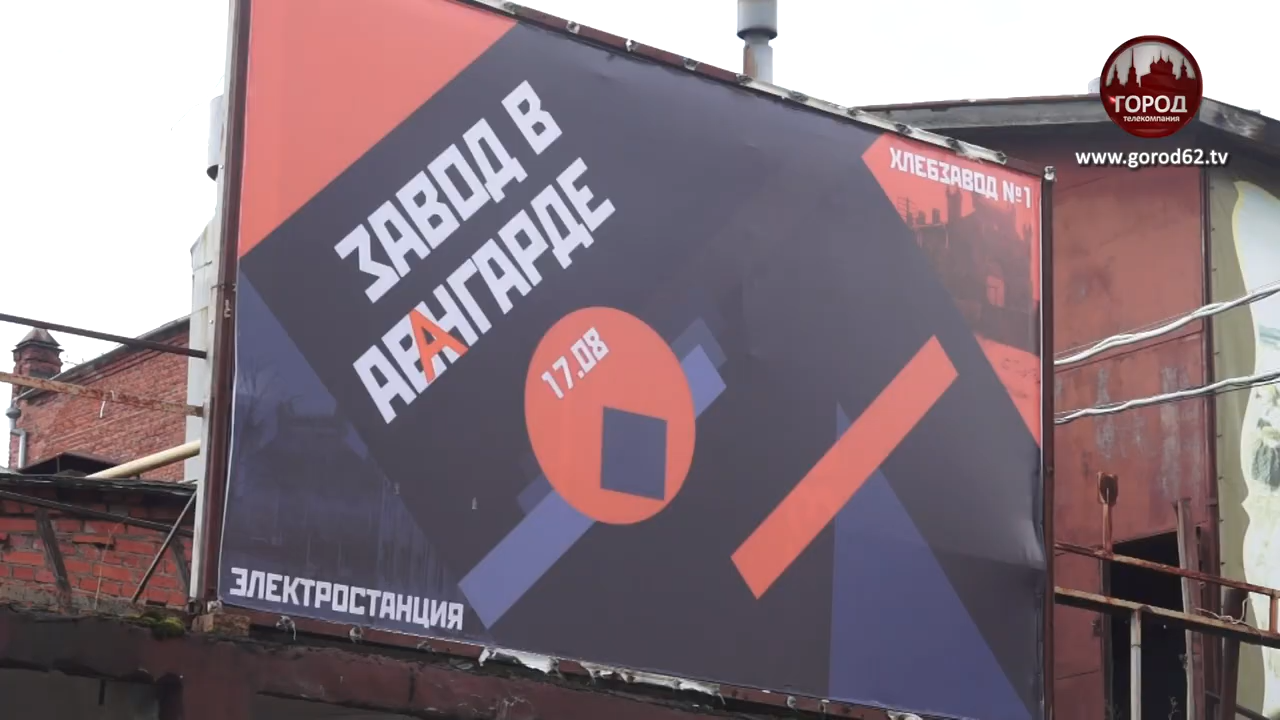 ГОРОД
телекомпания
www.gorod62.tv
ХЛЕБЗАВОД №1
ЗАВОД В
АВАНГАРДЕ
17.08
ЭЛЕКТРОСТАНЦИЯ